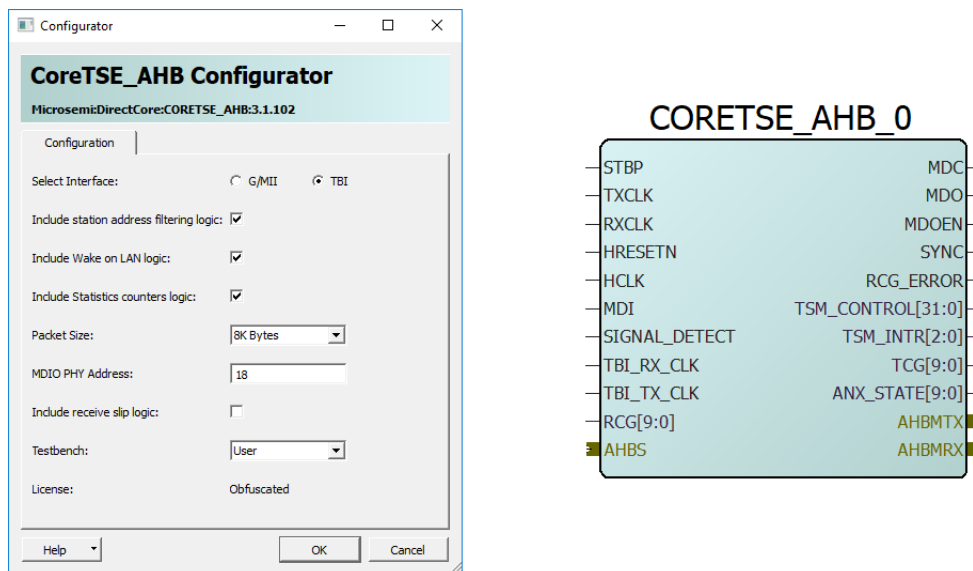 Configurator
CoreTSE_AHB Configurator
Microsemi:DirectCore:CORETSE_AHB:3.1.102
Configuration
Select Interface: G/MII TBI
Include station address filtering logic:
Include Wake on LAN logic:
Include Statistics counters logic:
Packet Size: 8K Bytes
MDIO PHY Address: 18
Include receive slip logic:
Testbench: User
License: Obfuscated
Help OK Cancel
CORETSE_AHB_0
STBP MDC
TXCLK MDO
RXCLK MDOEN
HRESETN SYNC
HCLK RCG_ERROR
MDI TSM_CONTROL[31:0]
SIGNAL_DETECT TSM_INTR[2:0]
TBI_RX_CLK TCG[9:0]
TBI_TX_CLK ANX_STATE[9:0]
RCG[9:0] AHBMTX
AHBS AHBMRX